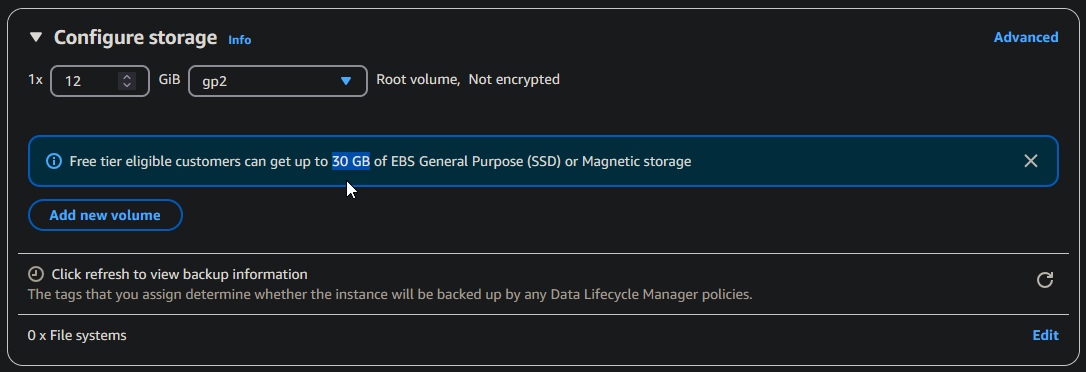 Configure storage Info Advanced
1x 12 GiB gp2 Root volume, Not encrypted
Free tier eligible customers can get up to 30 GB of EBS General Purpose (SSD) or Magnetic storage
Add new volume
Click refresh to view backup information
The tags that you assign determine whether the instance will be backed up by any Data Lifecycle Manager policies.
0 x File systems Edit